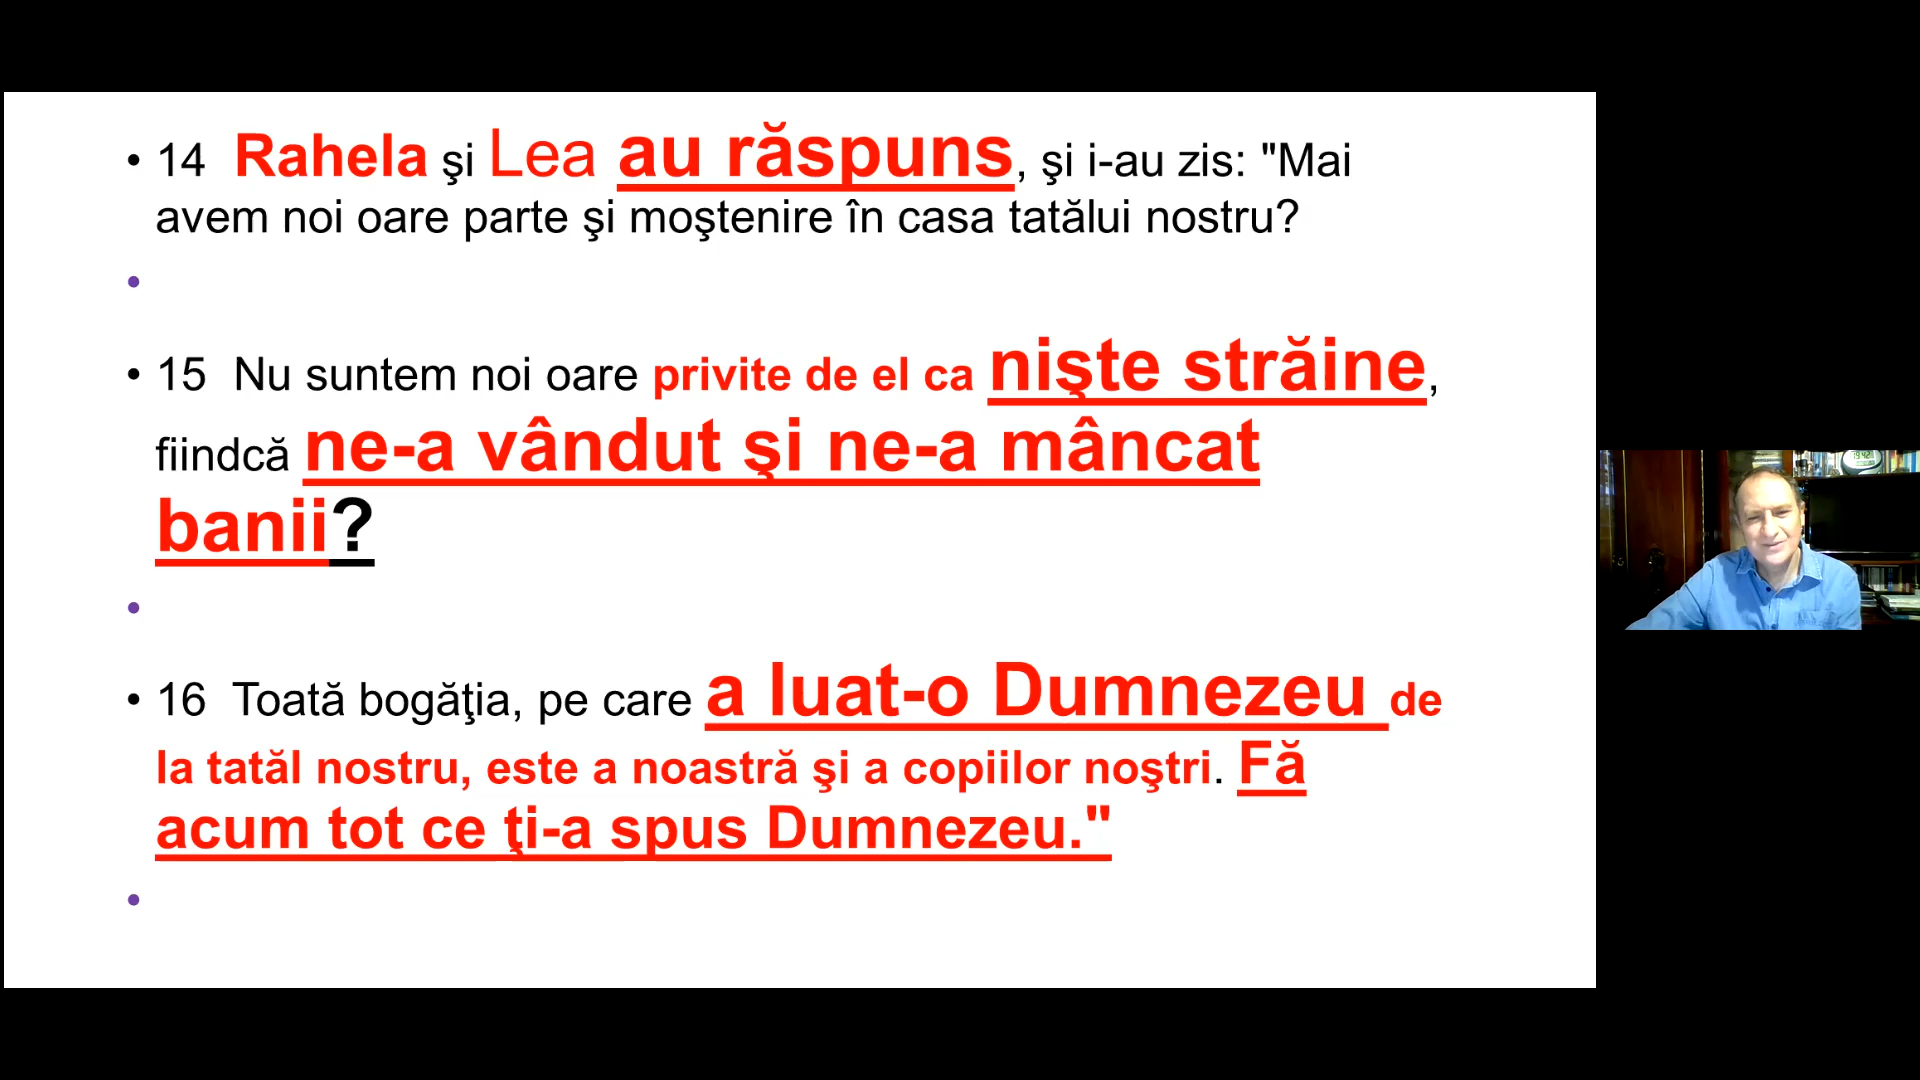 • 14 Rahela şi Lea au răspuns, şi i-au zis: "Mai
avem noi oare parte şi moştenire în casa tatălui nostru?
•
• 15 Nu suntem noi oare privite de el ca nişte străine,
fiindcă ne-a vândut şi ne-a mâncat
banii?
•
• 16 Toată bogăţia, pe care a luat-o Dumnezeu de
la tatăl nostru, este a noastră şi a copiilor noştri. Fă
acum tot ce ţi-a spus Dumnezeu."
•